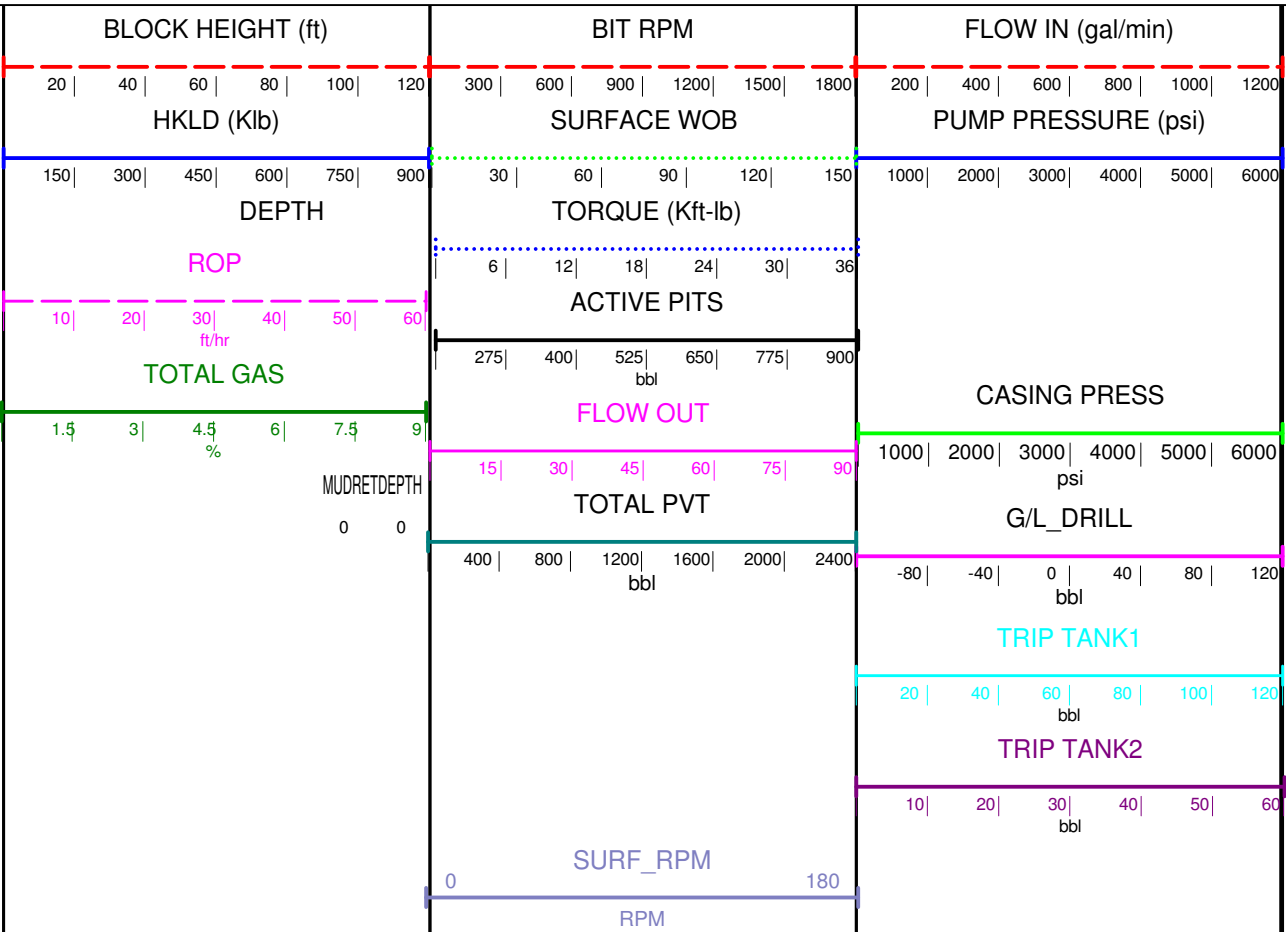 BLOCK HEIGHT (ft)
20 40 60 80 100 120
HKLD (Klb)
150 300 450 600 750 900
DEPTH
ROP
10 20 30 40 50 60
ft/hr
TOTAL GAS
1.5 3 4.5 6 7.5 9
%
MUDRETDEPTH
0 0
BIT RPM
300 600 900 1200 1500 1800
SURFACE WOB
30 60 90 120 150
TORQUE (Kft-lb)
6 12 18 24 30 36
ACTIVE PITS
275 400 525 650 775 900
bbl
FLOW OUT
15 30 45 60 75 90
TOTAL PVT
400 800 1200 1600 2000 2400
bbl
SURF_RPM
0 180
RPM
FLOW IN (gal/min)
200 400 600 800 1000 1200
PUMP PRESSURE (psi)
1000 2000 3000 4000 5000 6000
CASING PRESS
1000 2000 3000 4000 5000 6000
psi
G/L_DRILL
-80 -40 0 40 80 120
bbl
TRIP TANK1
20 40 60 80 100 120
bbl
TRIP TANK2
10 20 30 40 50 60
bbl